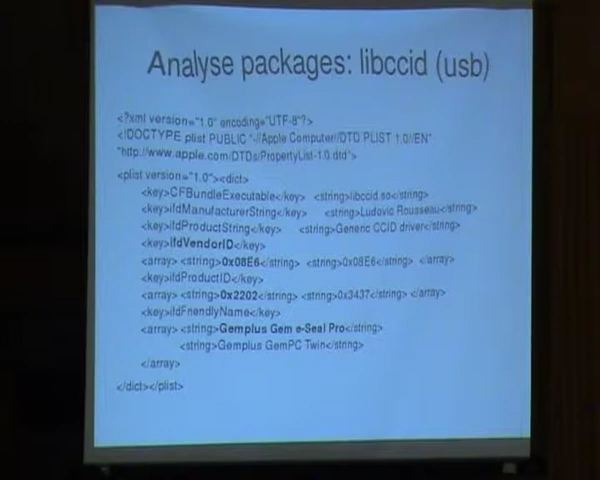 Analyse packages: libccid (usb)
<?xml version="1.0" encoding="UTF-8"?>
<!DOCTYPE plist PUBLIC "-//Apple Computer//DTD PLIST 1.0//EN"
"http://www.apple.com/DTDs/PropertyList-1.0.dtd">
<plist version="1.0"><dict>
<key>CFBundleExecutable</key> <string>libccid.so</string>
<key>ifdManufacturerString</key> <string>Ludovic Rousseau</string>
<key>ifdProductString</key> <string>Generic CCID driver</string>
<key>ifdVendorID</key>
<array> <string>0x08E6</string> <string>0x08E6</string> </array>
<key>ifdProductID</key>
<array> <string>0x2202</string> <string>0x3437</string> </array>
<key>ifdFriendlyName</key>
<array> <string>Gemplus Gem e-Seal Pro</string>
<string>Gemplus GemPC Twin</string>
</array>
</dict></plist>